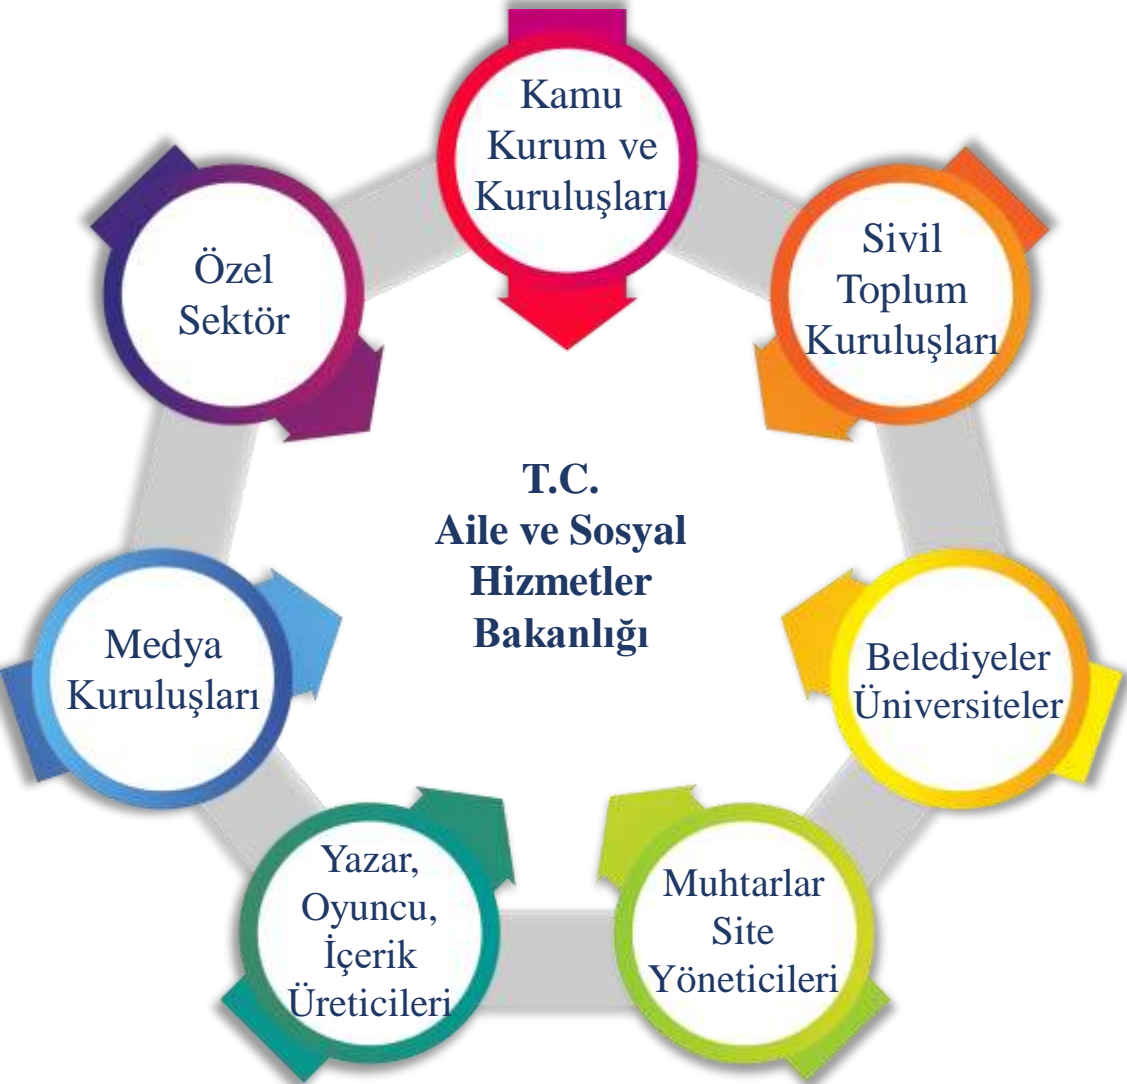 Kamu
Kurum ve
Kuruluşları
Sivil
Toplum
Kuruluşları
Belediyeler
Üniversiteler
Muhtarlar
Site
Yöneticileri
Yazar,
Oyuncu,
İçerik
Üreticileri
Medya
Kuruluşları
Özel
Sektör
T.C.
Aile ve Sosyal
Hizmetler
Bakanlığı